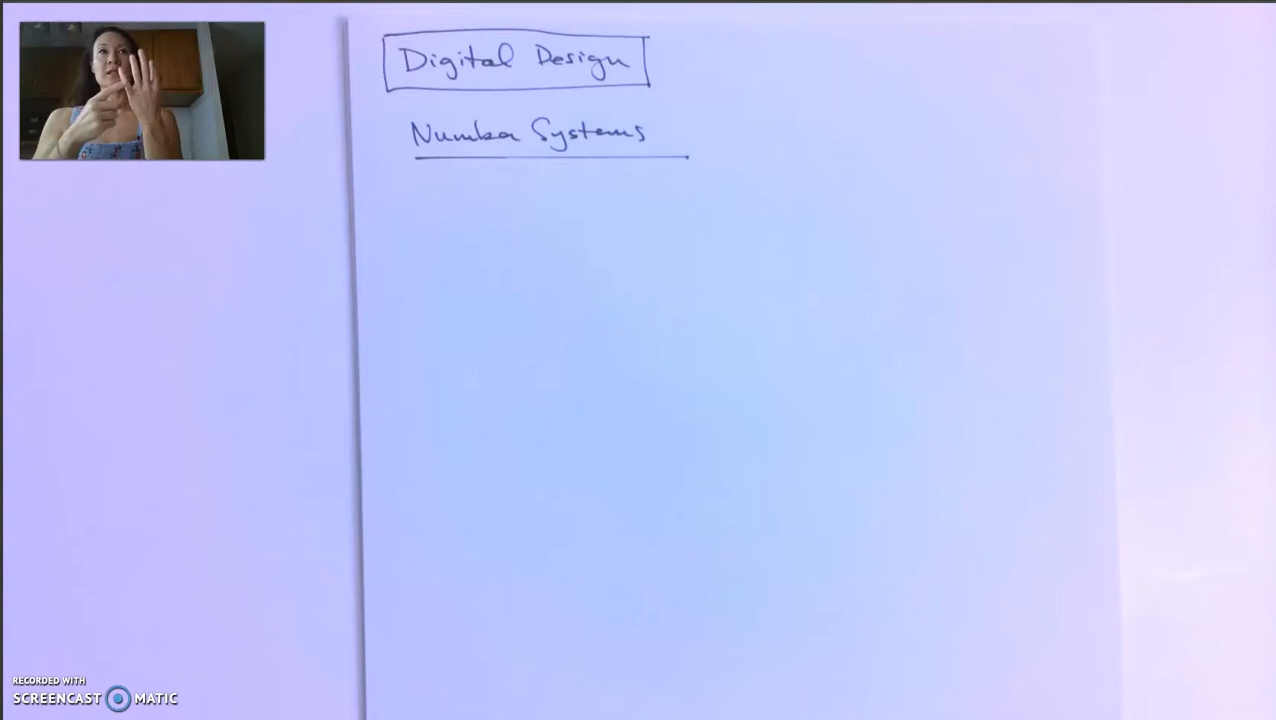 Digital Design
Number Systems
RECORDED WITH
SCREENCAST MATIC